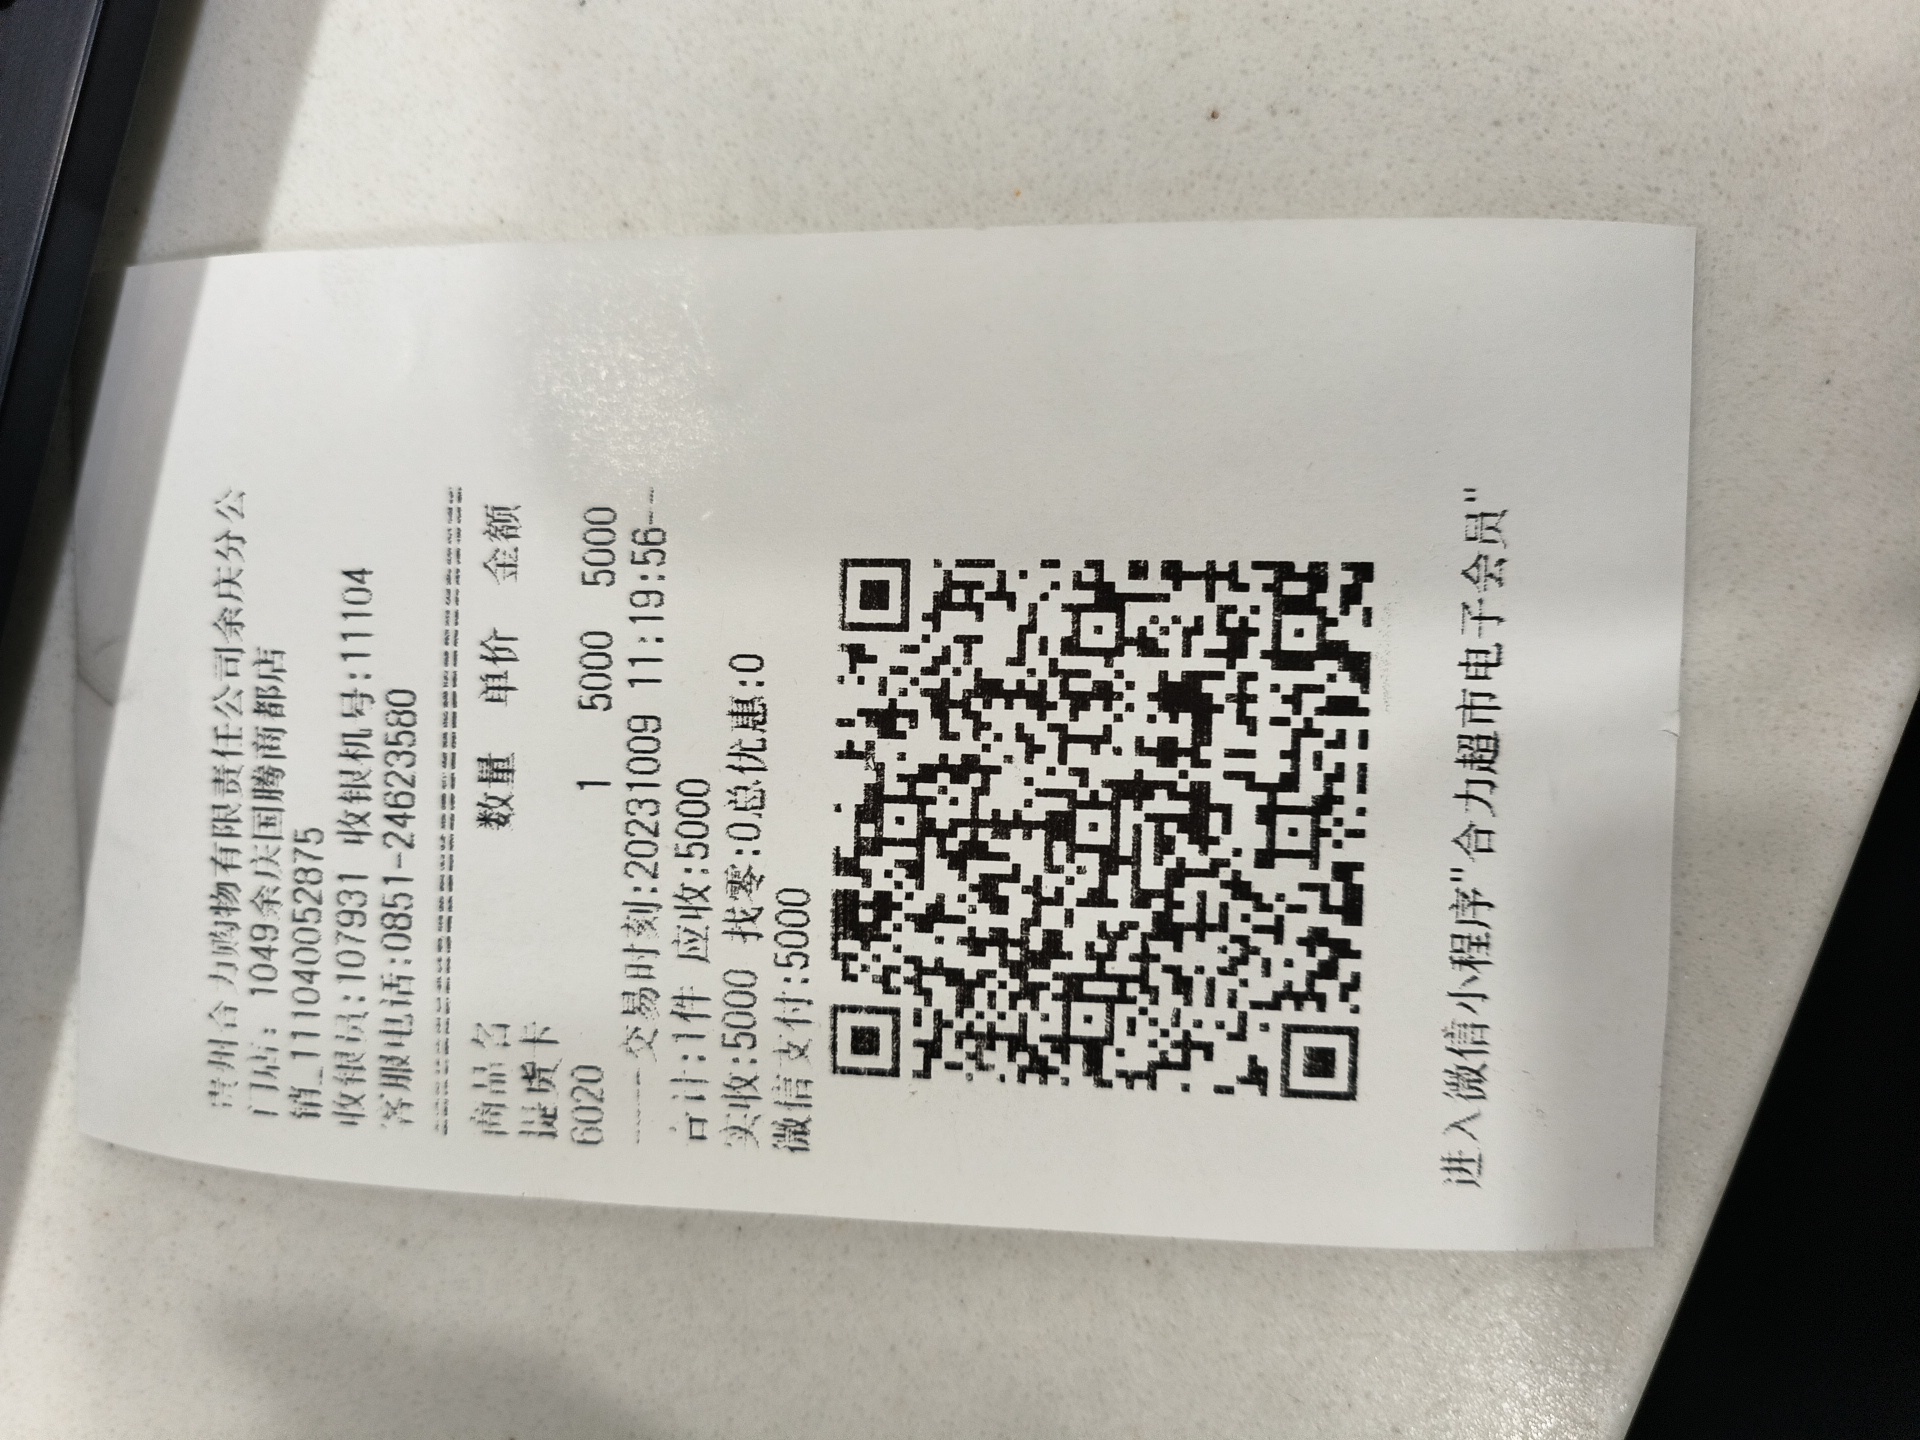 贵州合力购物有限责任公司余庆分公
门店: 1049余庆国腾商都店
销_111040052875
收银员:107931 收银机号:11104
客服电话:0851-24623580
商品名 数量 单价 金额
提货卡
6020 1 5000 5000
----交易时刻:20231009 11:19:56--
合计:1件 应收:5000
实收:5000 找零:0总优惠:0
微信支付:5000
进入微信小程序"合力超市电子会员"